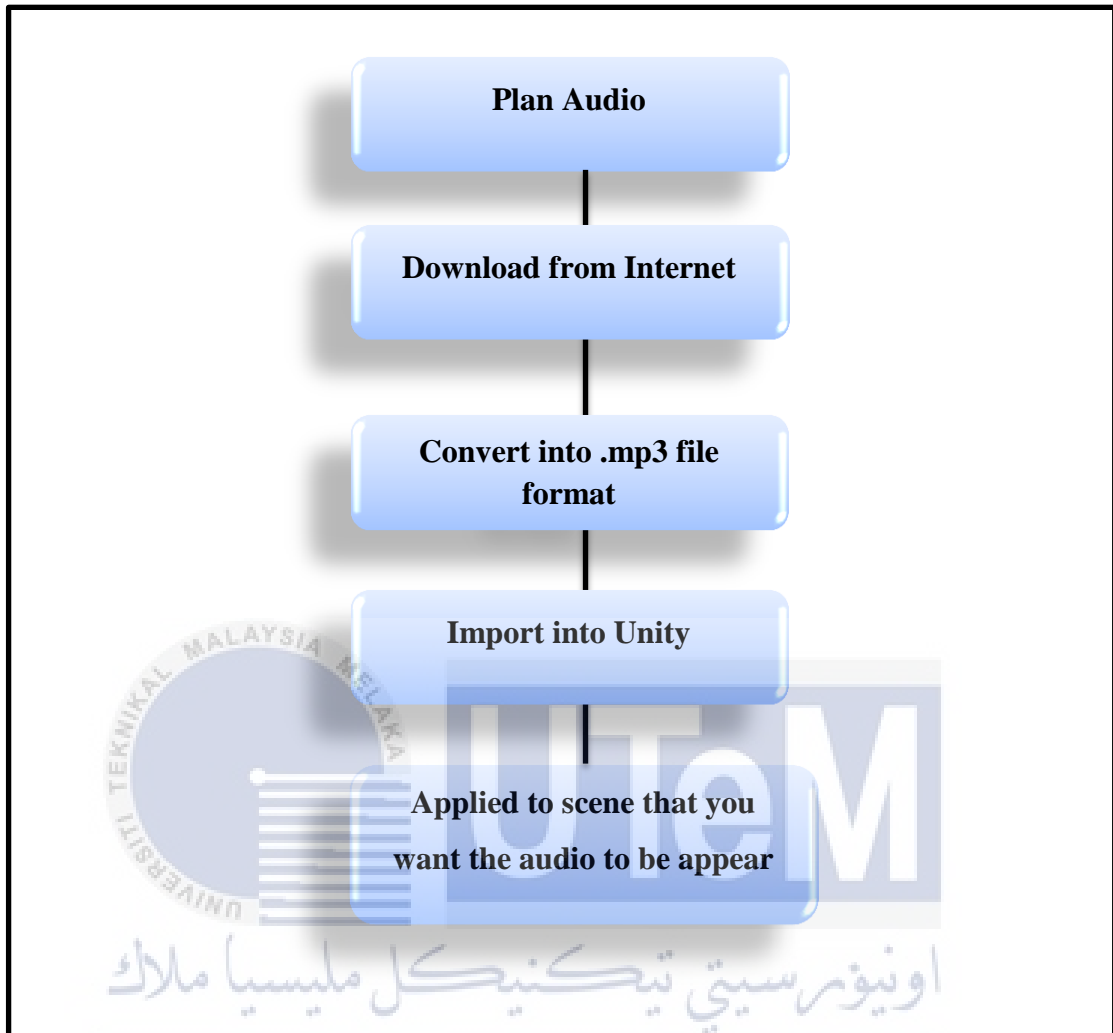 Plan Audio
Download from Internet
Convert into .mp3 file
format
Import into Unity
Applied to scene that you
want the audio to be appear
UNIVERSITI TEKNIKAL MALAYSIA MELAKA
UTeM
اونيۏرسيتي تيكنيكل مليسيا ملاك